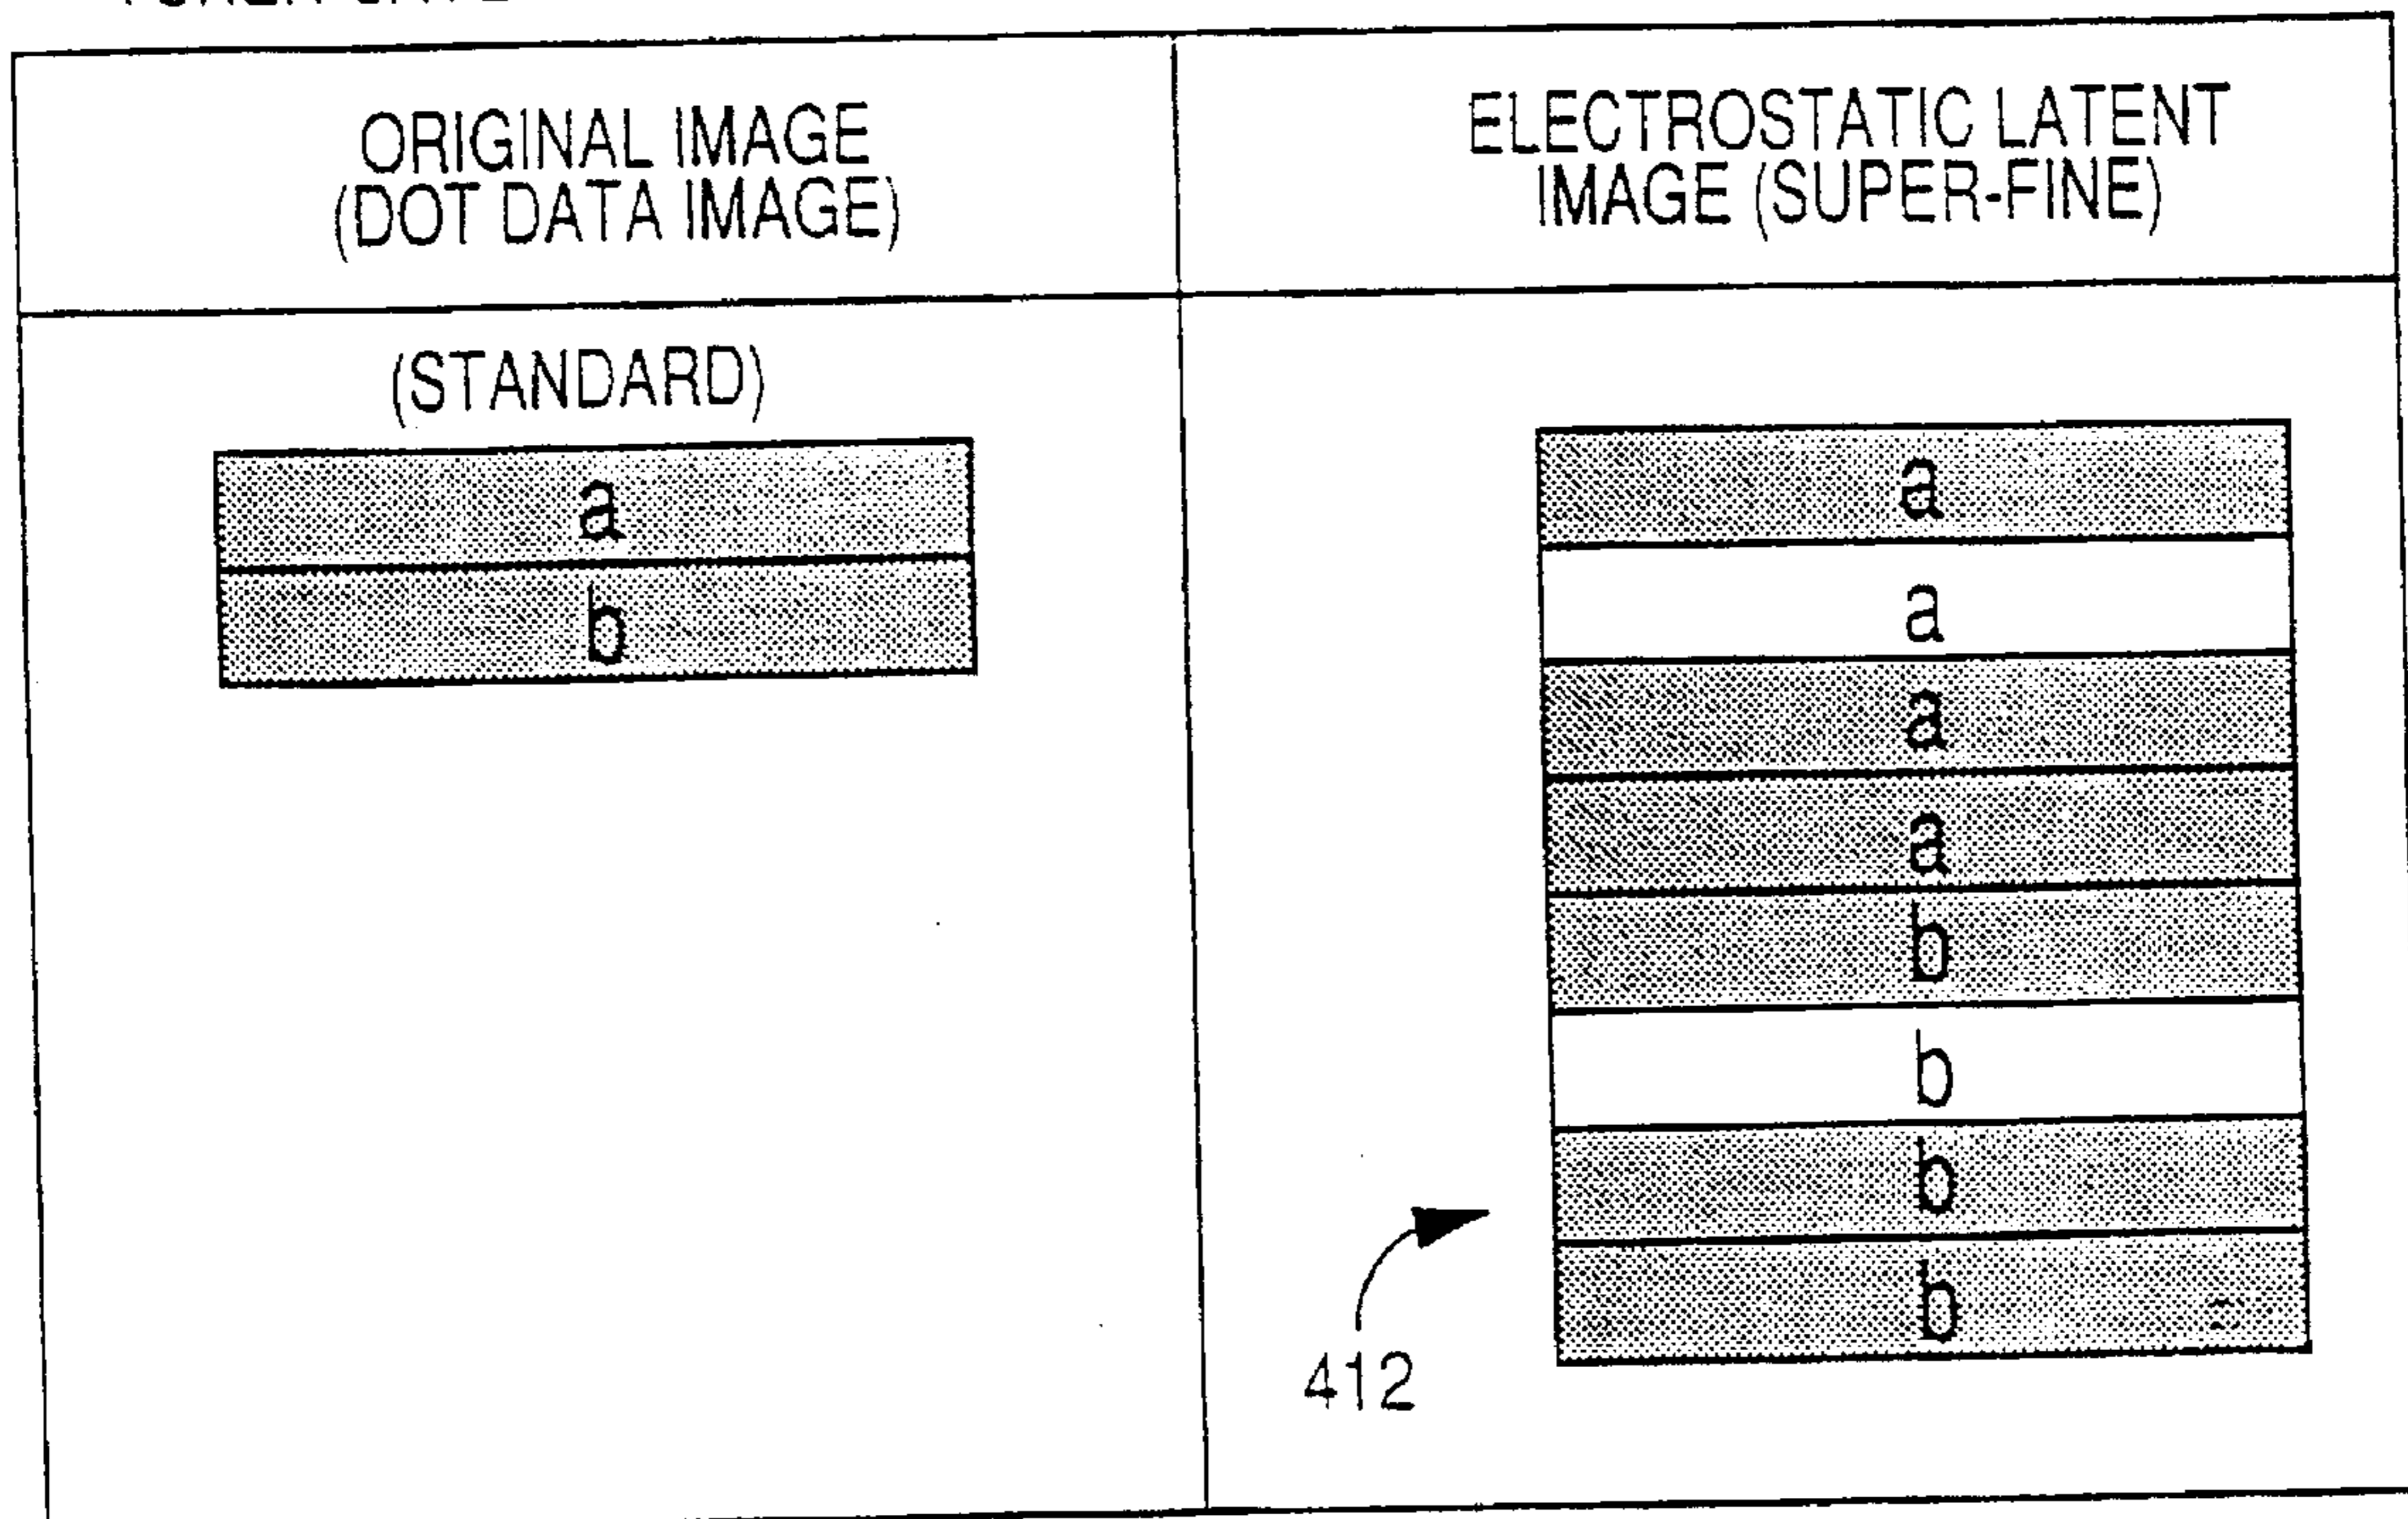 ORIGINAL IMAGE
(DOT DATA IMAGE)
ELECTROSTATIC LATENT
IMAGE (SUPER-FINE)
(STANDARD)
a
b
a
a
a
a
b
b
b
b
412